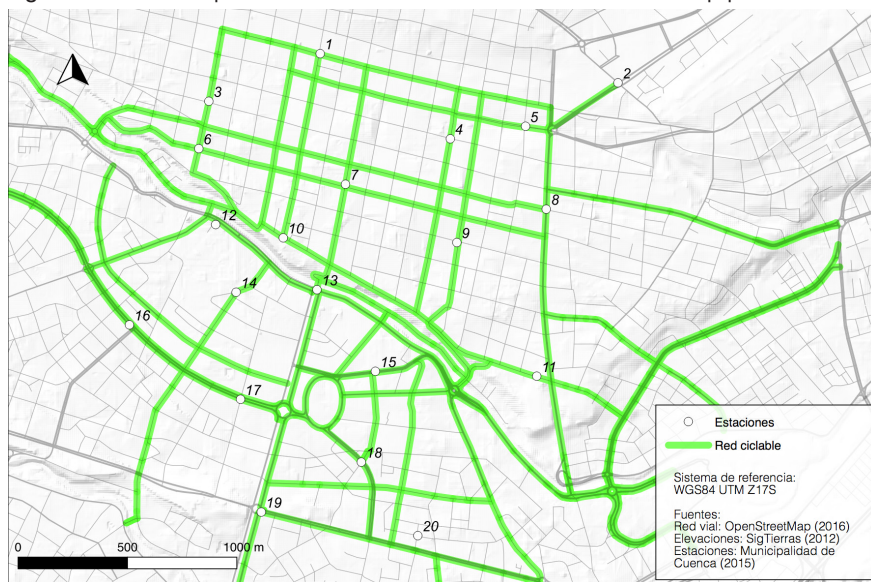 1
2
3
4
5
6
7
8
9
10
11
12
13
14
15
16
17
18
19
20
0 500 1000 m
Estaciones
Red ciclable
Sistema de referencia:
WGS84 UTM Z17S
Fuentes:
Red vial: OpenStreetMap (2016)
Elevaciones: SigTierras (2012)
Estaciones: Municipalidad de
Cuenca (2015)